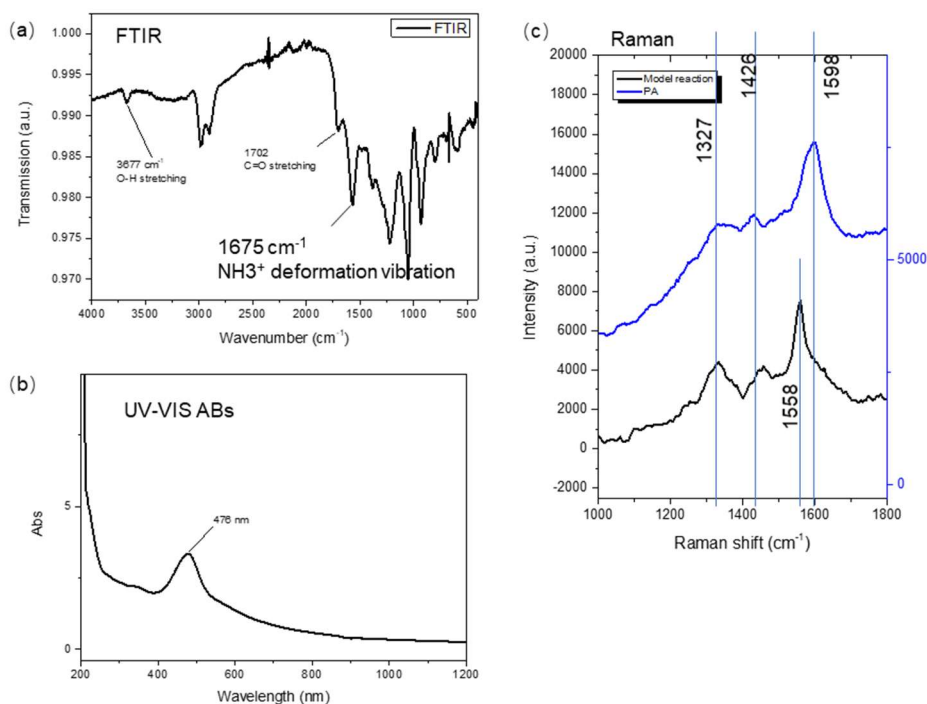 (a)
FTIR
FTIR
1.000
0.995
0.990
0.985
0.980
0.975
0.970
Transmission (a.u.)
3677 cm-1
O-H stretching
1702
C=O stretching
1675 cm-1
NH3+ deformation vibration
4000 3500 3000 2500 2000 1500 1000 500
Wavenumber (cm-1)
(b)
UV-VIS ABs
476 nm
5
0
Abs
200 400 600 800 1000 1200
Wavelength (nm)
(c)
Raman
Model reaction
PA
1327
1426
1598
1558
20000
18000
16000
14000
12000
10000
8000
6000
4000
2000
0
-2000
Intensity (a.u.)
5000
0
1000 1200 1400 1600 1800
Raman shift (cm-1)